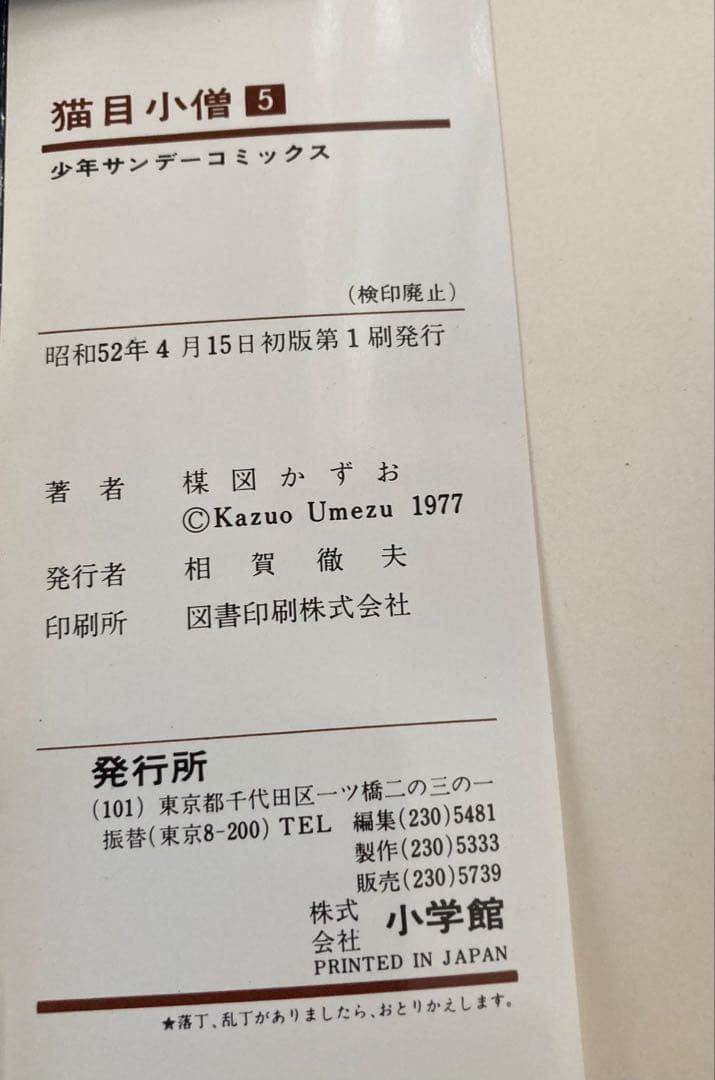 猫目小僧 5
少年サンデーコミックス
(検印廃止)
昭和52年4月15日初版第1刷発行
著者 楳図かずお
©Kazuo Umezu 1977
発行者 相賀徹夫
印刷所 図書印刷株式会社
発行所
(101) 東京都千代田区一ツ橋二の三の一
振替(東京8-200) TEL 編集(230)5481
製作(230)5333
販売(230)5739
株式会社 小学館
PRINTED IN JAPAN
★落丁、乱丁がありましたら、おとりかえします。